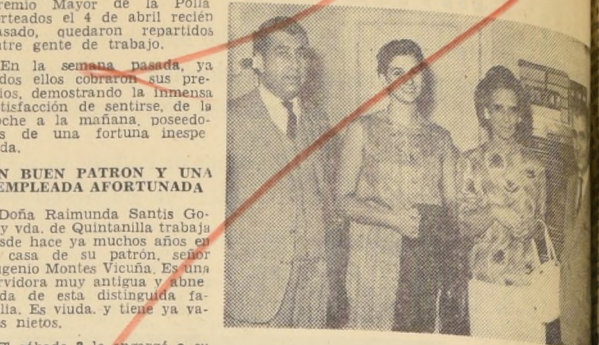 remio Mayor de la Polla
orteados el 4 de abril recién
asado, quedaron repartidos
ntre gente de trabajo.
En la semana pasada, ya
dos ellos cobraron sus pre-
ios, demostrando la inmensa
tisfacción de sentirse, de la
oche a la mañana, poseedo-
s de una fortuna inespe
da.
N BUEN PATRON Y UNA
EMPLEADA AFORTUNADA
Doña Raimunda Santis Go-
y vda. de Quintanilla trabaja
sde hace ya muchos años en
casa de su patrón, señor
ugenio Montes Vicuña. Es una
rvidora muy antigua y abne
da de esta distinguida fa-
lia. Es viuda, y tiene ya va-
s nietos.